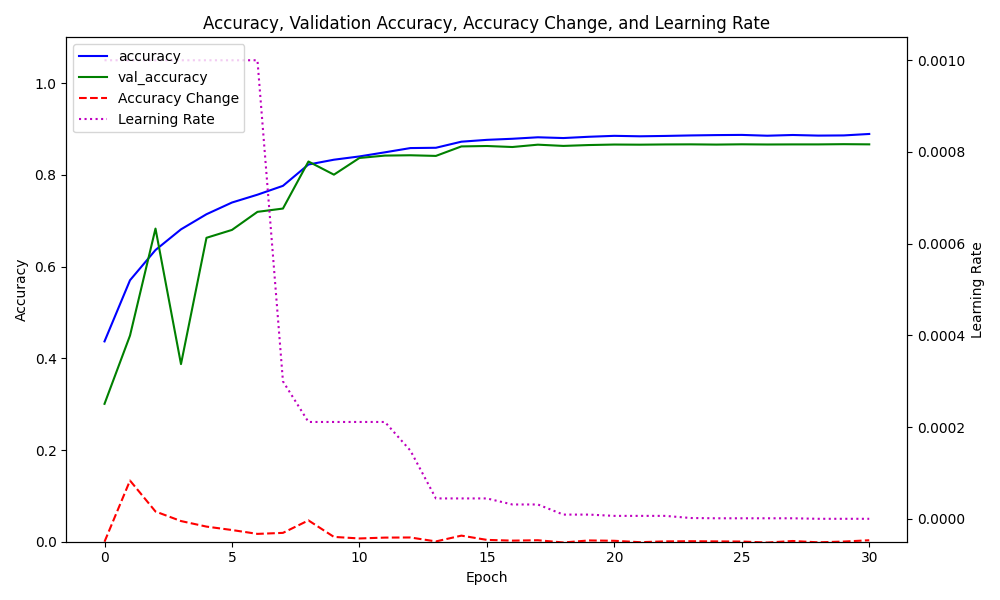 Accuracy, Validation Accuracy, Accuracy Change, and Learning Rate
accuracy
val_accuracy
Accuracy Change
Learning Rate
Accuracy
1.0
0.8
0.6
0.4
0.2
0.0
0.0010
0.0008
0.0006
0.0004
0.0002
0.0000
Learning Rate
0 5 10 15 20 25 30
Epoch